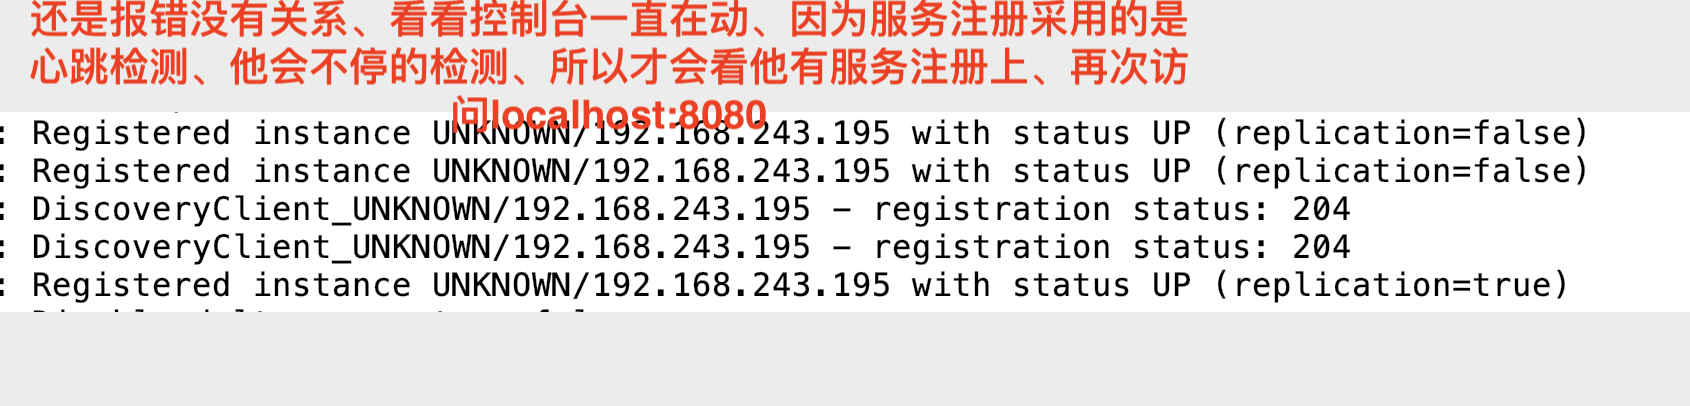 还是报错没有关系、看看控制台一直在动、因为服务注册采用的是
心跳检测、他会不停的检测、所以才会看他有服务注册上、再次访
问localhost:8080
: Registered instance UNKNOWN/192.168.243.195 with status UP (replication=false)
: Registered instance UNKNOWN/192.168.243.195 with status UP (replication=false)
: DiscoveryClient_UNKNOWN/192.168.243.195 – registration status: 204
: DiscoveryClient_UNKNOWN/192.168.243.195 – registration status: 204
: Registered instance UNKNOWN/192.168.243.195 with status UP (replication=true)